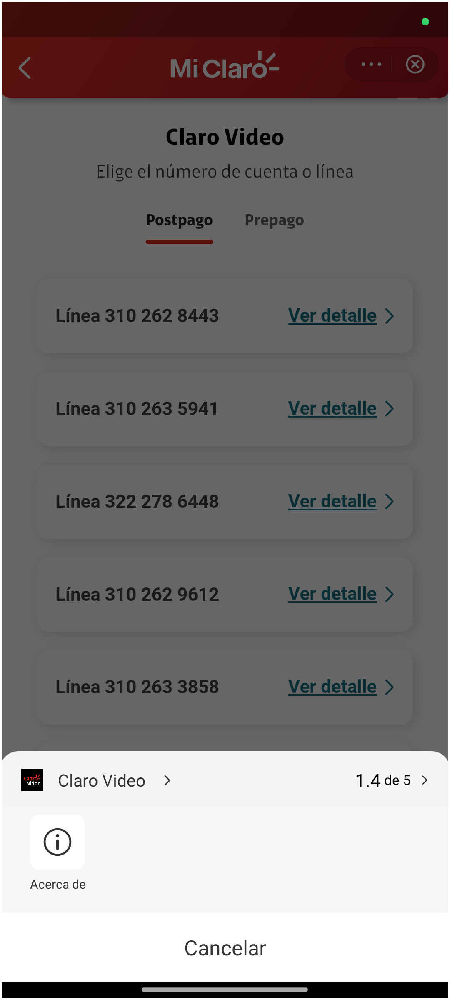 Mi Claro
Claro Video
Elige el número de cuenta o línea
Postpago Prepago
Línea 310 262 8443 Ver detalle
Línea 310 263 5941 Ver detalle
Línea 322 278 6448 Ver detalle
Línea 310 262 9612 Ver detalle
Línea 310 263 3858 Ver detalle
Claro video Claro Video 1.4 de 5
Acerca de
Cancelar